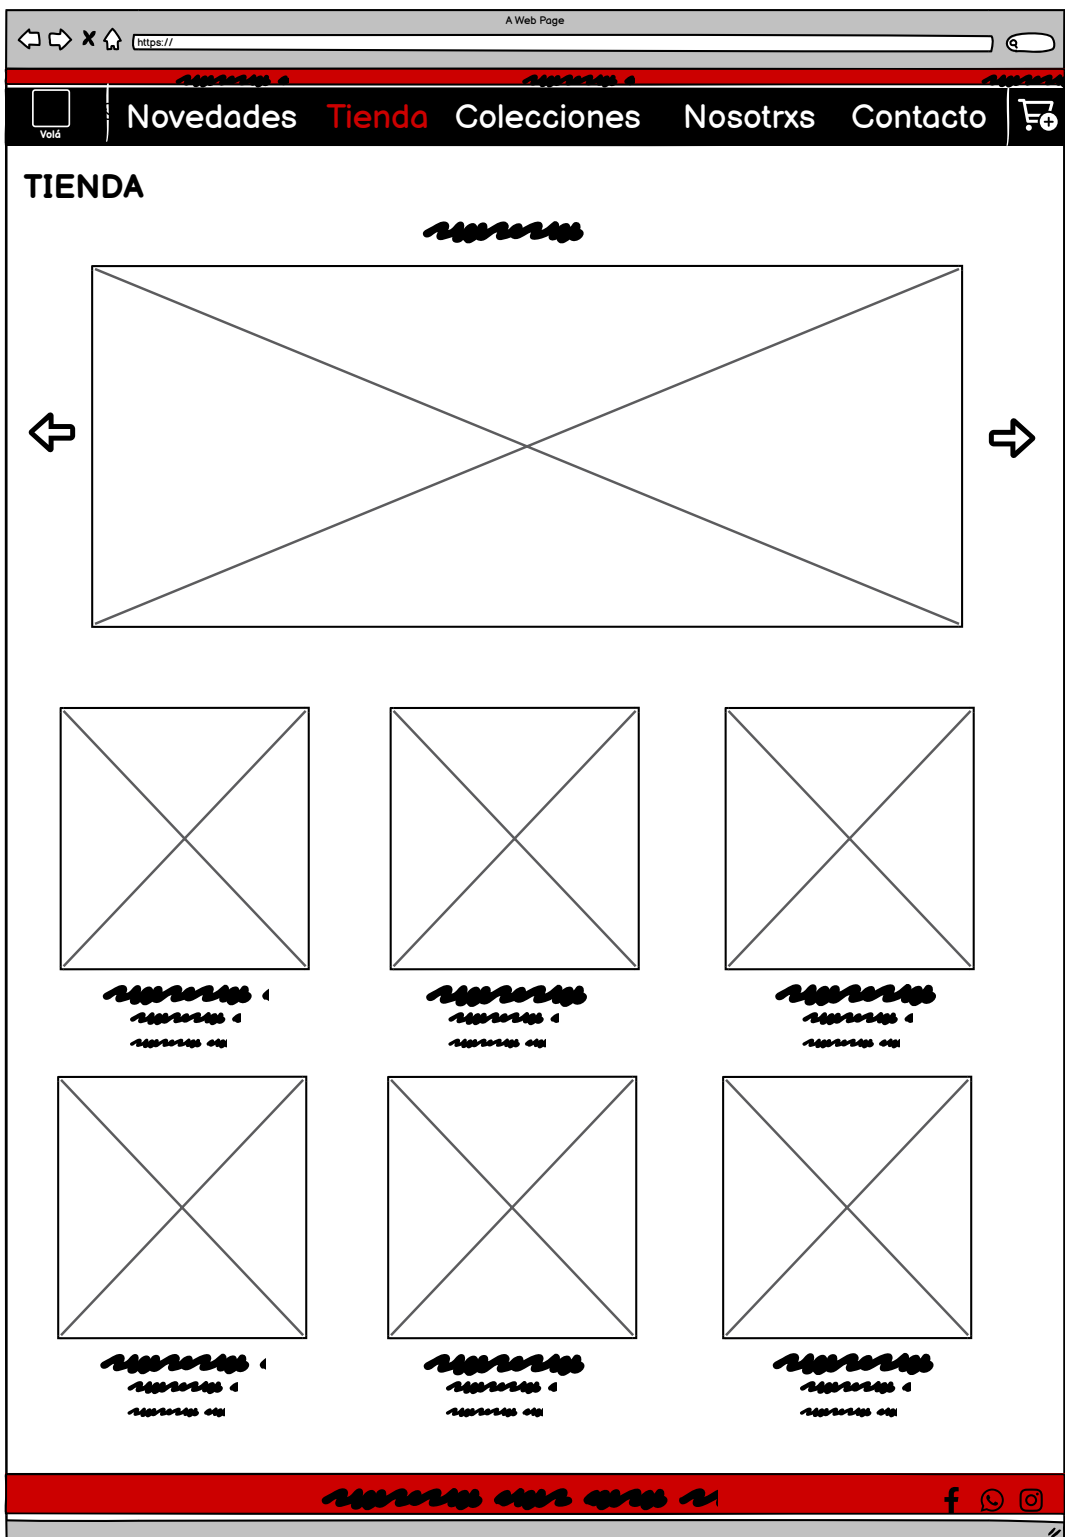 A Web Page
https://
Volá
Novedades Tienda Colecciones Nosotrxs Contacto
TIENDA